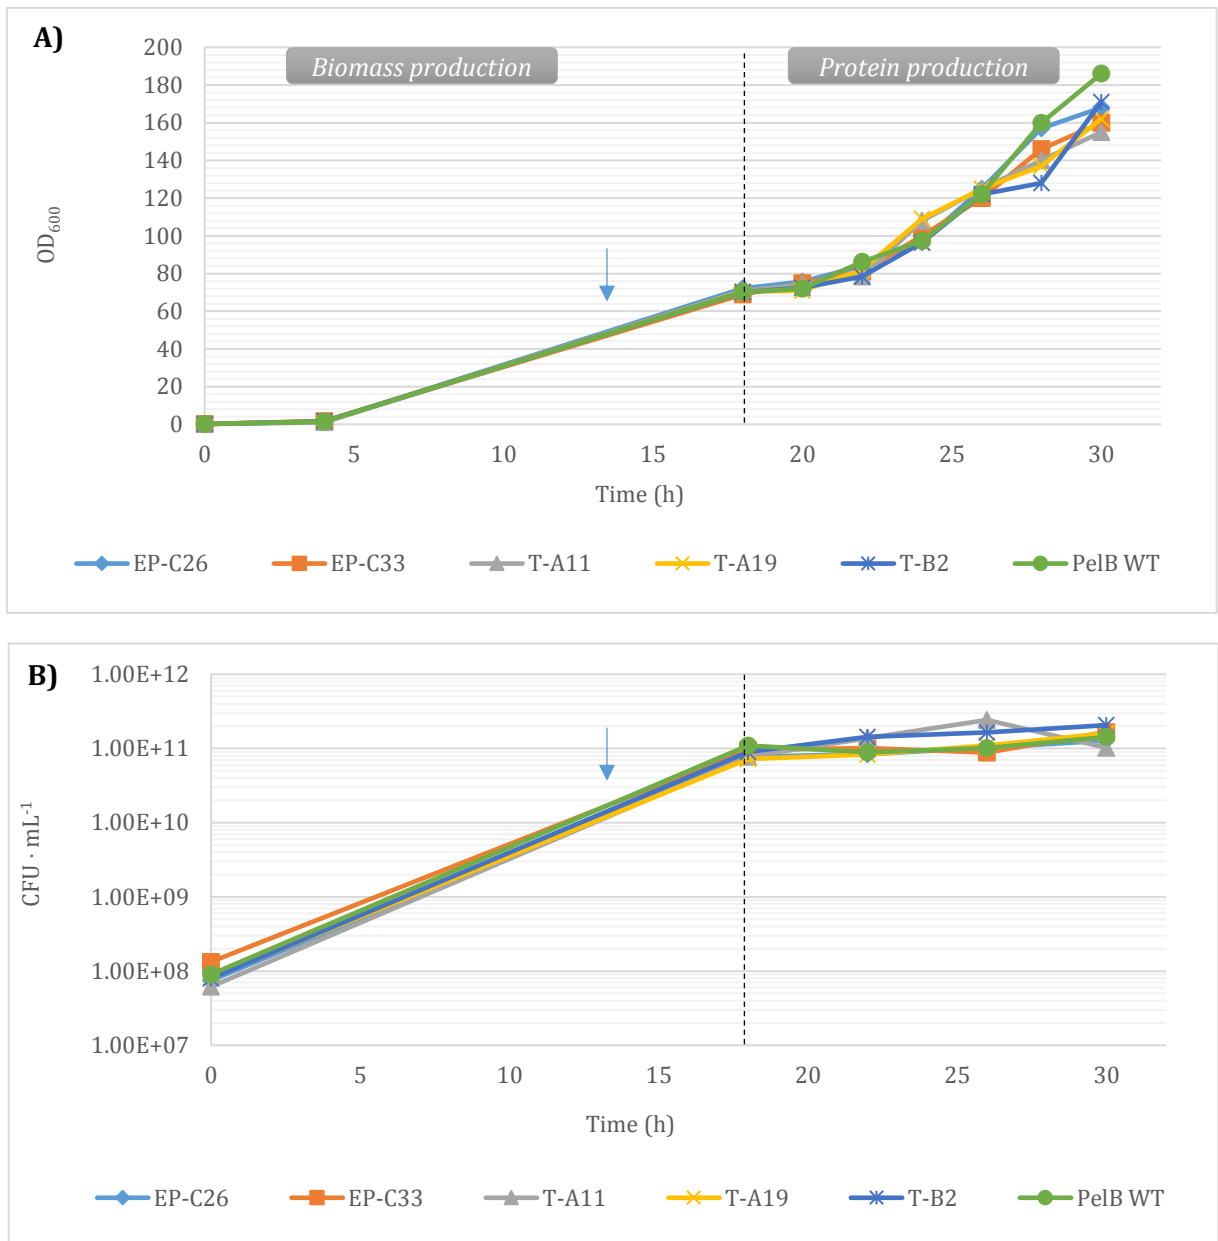 A)
Biomass production
Protein production
200
180
160
140
120
100
80
60
40
20
0
OD600
0 5 10 15 20 25 30
Time (h)
EP-C26 EP-C33 T-A11 T-A19 T-B2 PelB WT
B)
1.00E+12
1.00E+11
1.00E+10
1.00E+09
1.00E+08
1.00E+07
CFU · mL-1
0 5 10 15 20 25 30
Time (h)
EP-C26 EP-C33 T-A11 T-A19 T-B2 PelB WT